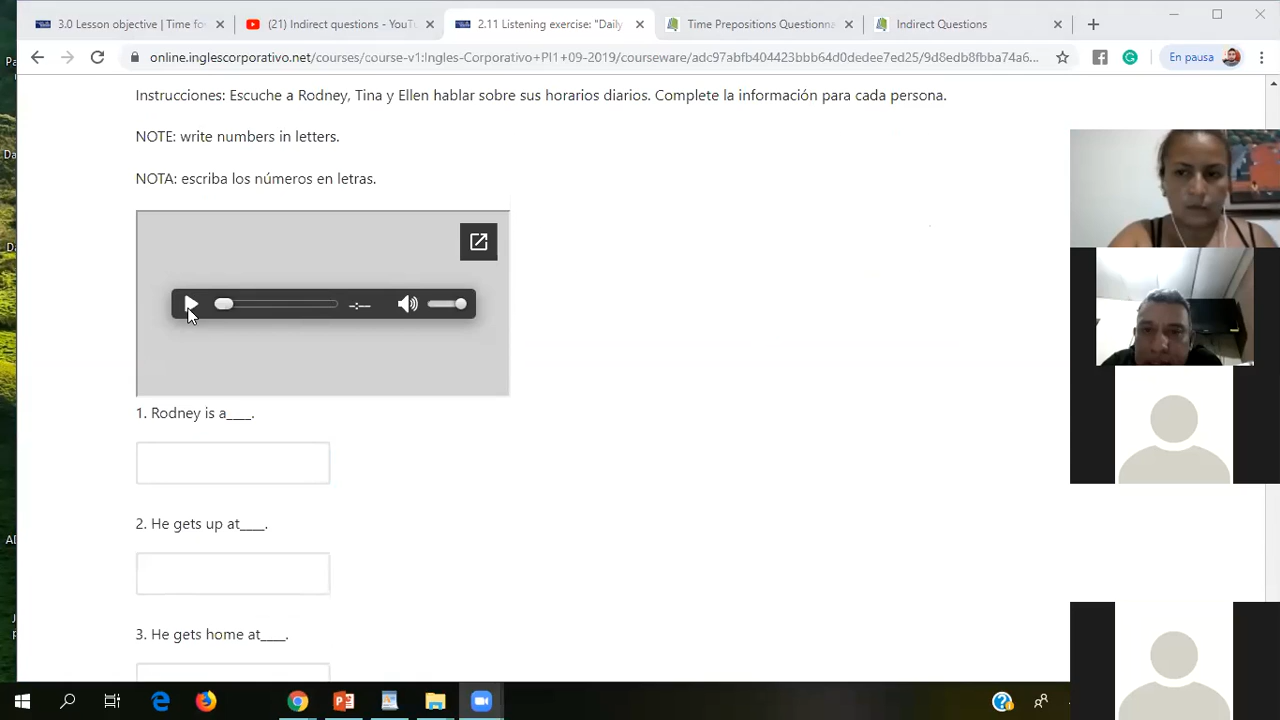 3.0 Lesson objective | Time fo
(21) Indirect questions - YouTu
2.11 Listening exercise: "Daily
Time Prepositions Questionna
Indirect Questions
online.inglescorporativo.net/courses/course-v1:Ingles-Corporativo+PI1+09-2019/courseware/adc97abfb404423bbb64d0dedee7ed25/9d8edb8fbba74a6...
En pausa
Instrucciones: Escuche a Rodney, Tina y Ellen hablar sobre sus horarios diarios. Complete la información para cada persona.
NOTE: write numbers in letters.
NOTA: escriba los números en letras.
--:--
1. Rodney is a____.
2. He gets up at____.
3. He gets home at____.